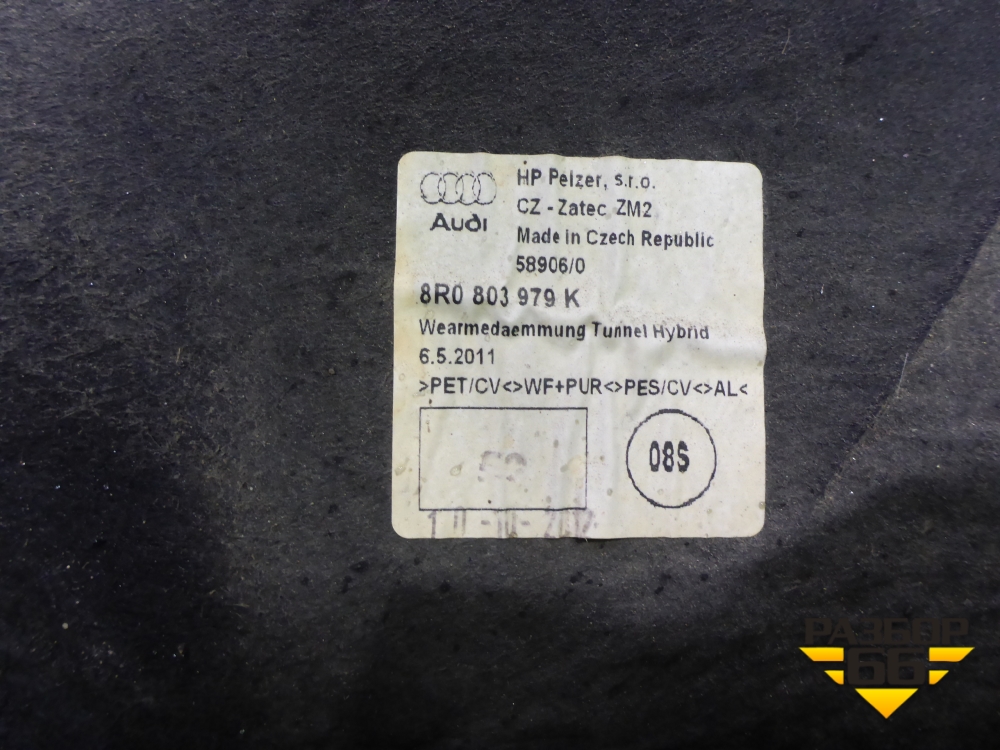 HP Pelzer, s.r.o.
CZ - Zatec ZM2
Audi
Made in Czech Republic
58906/0
8R0 803 979 K
Wearmedaemmung Tunnel Hybrid
6.5.2011
>PET/CV<>WF+PUR<>PES/CV<>AL<
08S
РАЗБОР
66